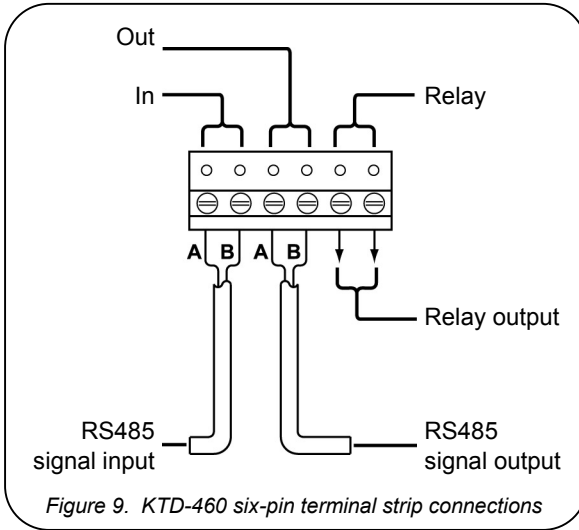 Out
In
Relay
A B A B
Relay output
RS485
signal input
RS485
signal output
Figure 9. KTD-460 six-pin terminal strip connections